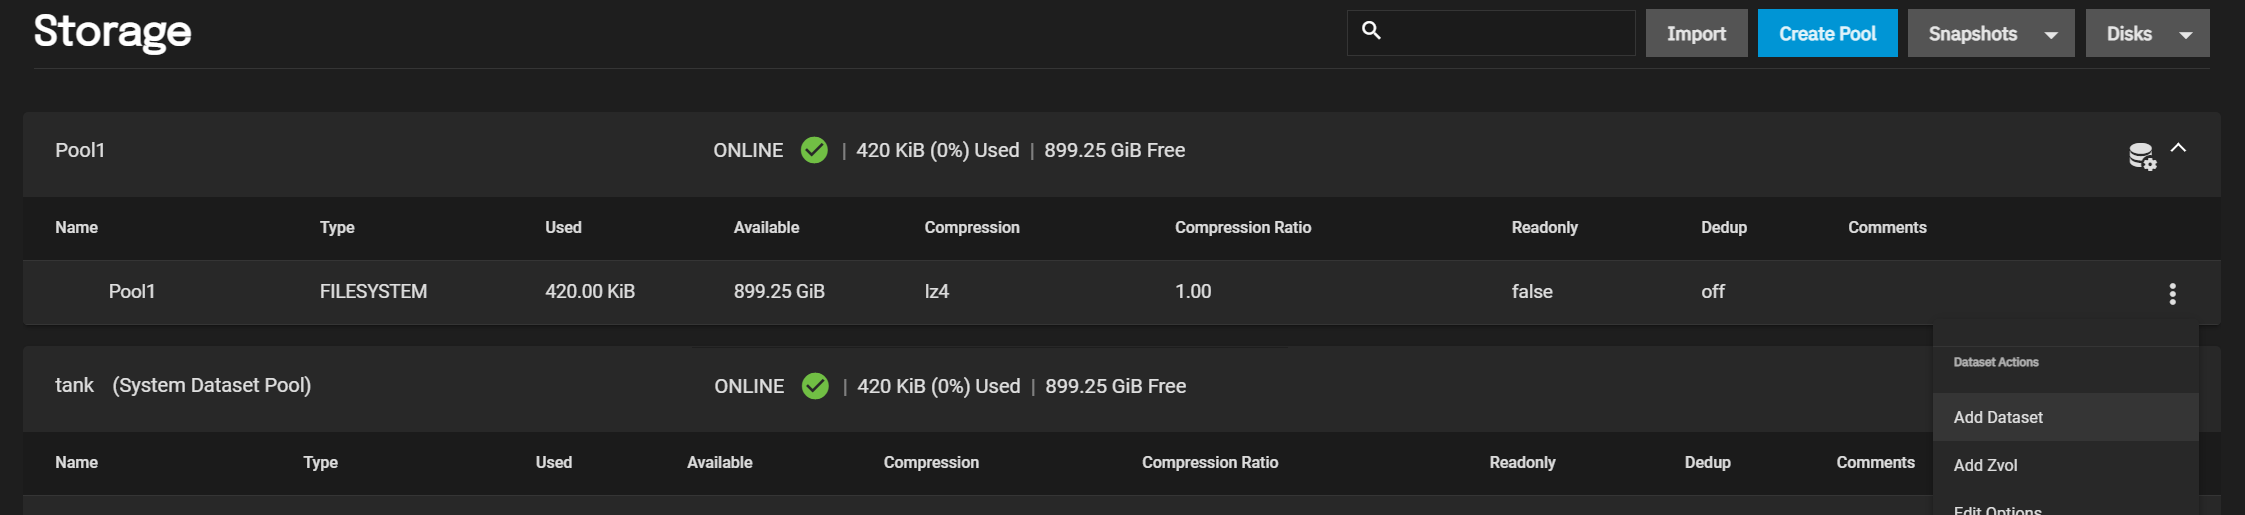 Storage
Import
Create Pool
Snapshots
Disks
Pool1
ONLINE | 420 KiB (0%) Used | 899.25 GiB Free
Name Type Used Available Compression Compression Ratio Readonly Dedup Comments
Pool1 FILESYSTEM 420.00 KiB 899.25 GiB lz4 1.00 false off
tank (System Dataset Pool)
ONLINE | 420 KiB (0%) Used | 899.25 GiB Free
Name Type Used Available Compression Compression Ratio Readonly Dedup Comments
Dataset Actions
Add Dataset
Add Zvol
Edit Options